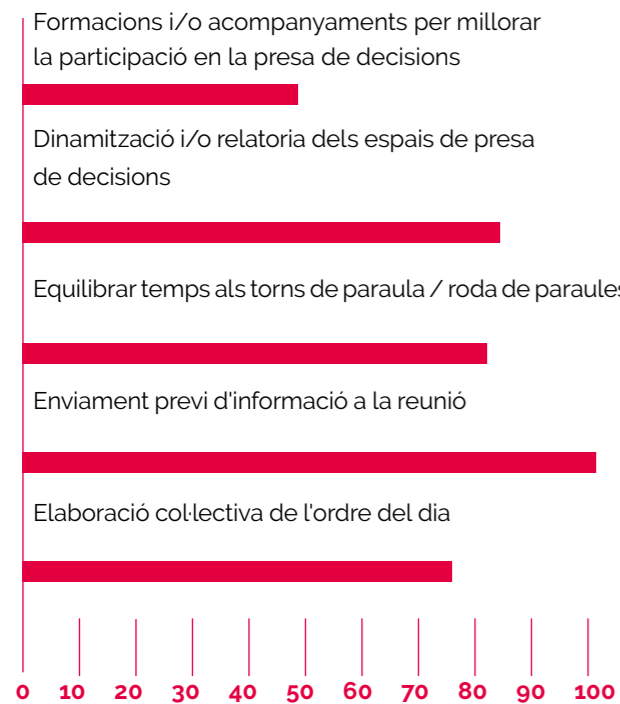 Formacions i/o acompanyaments per millorar
la participació en la presa de decisions
Dinamització i/o relatoria dels espais de presa
de decisions
Equilibrar temps als torns de paraula / roda de paraules
Enviament previ d'informació a la reunió
Elaboració col·lectiva de l'ordre del dia
0 10 20 30 40 50 60 70 80 90 100